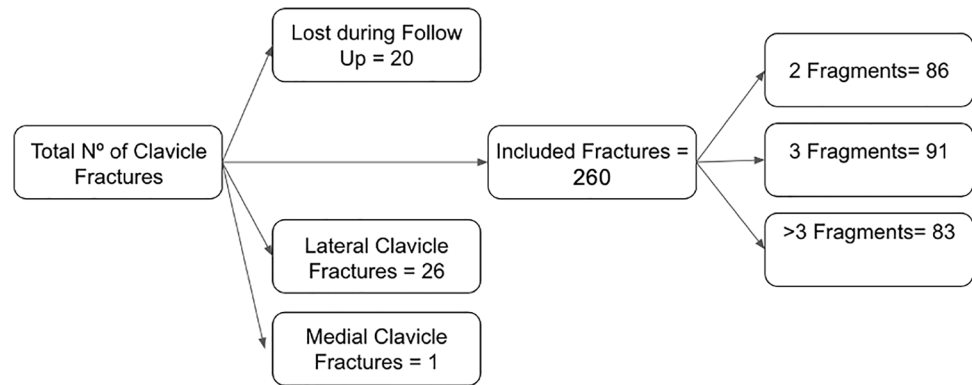 Lost during Follow
Up = 20
Total Nº of Clavicle
Fractures
Included Fractures =
260
2 Fragments= 86
3 Fragments= 91
>3 Fragments= 83
Lateral Clavicle
Fractures = 26
Medial Clavicle
Fractures = 1